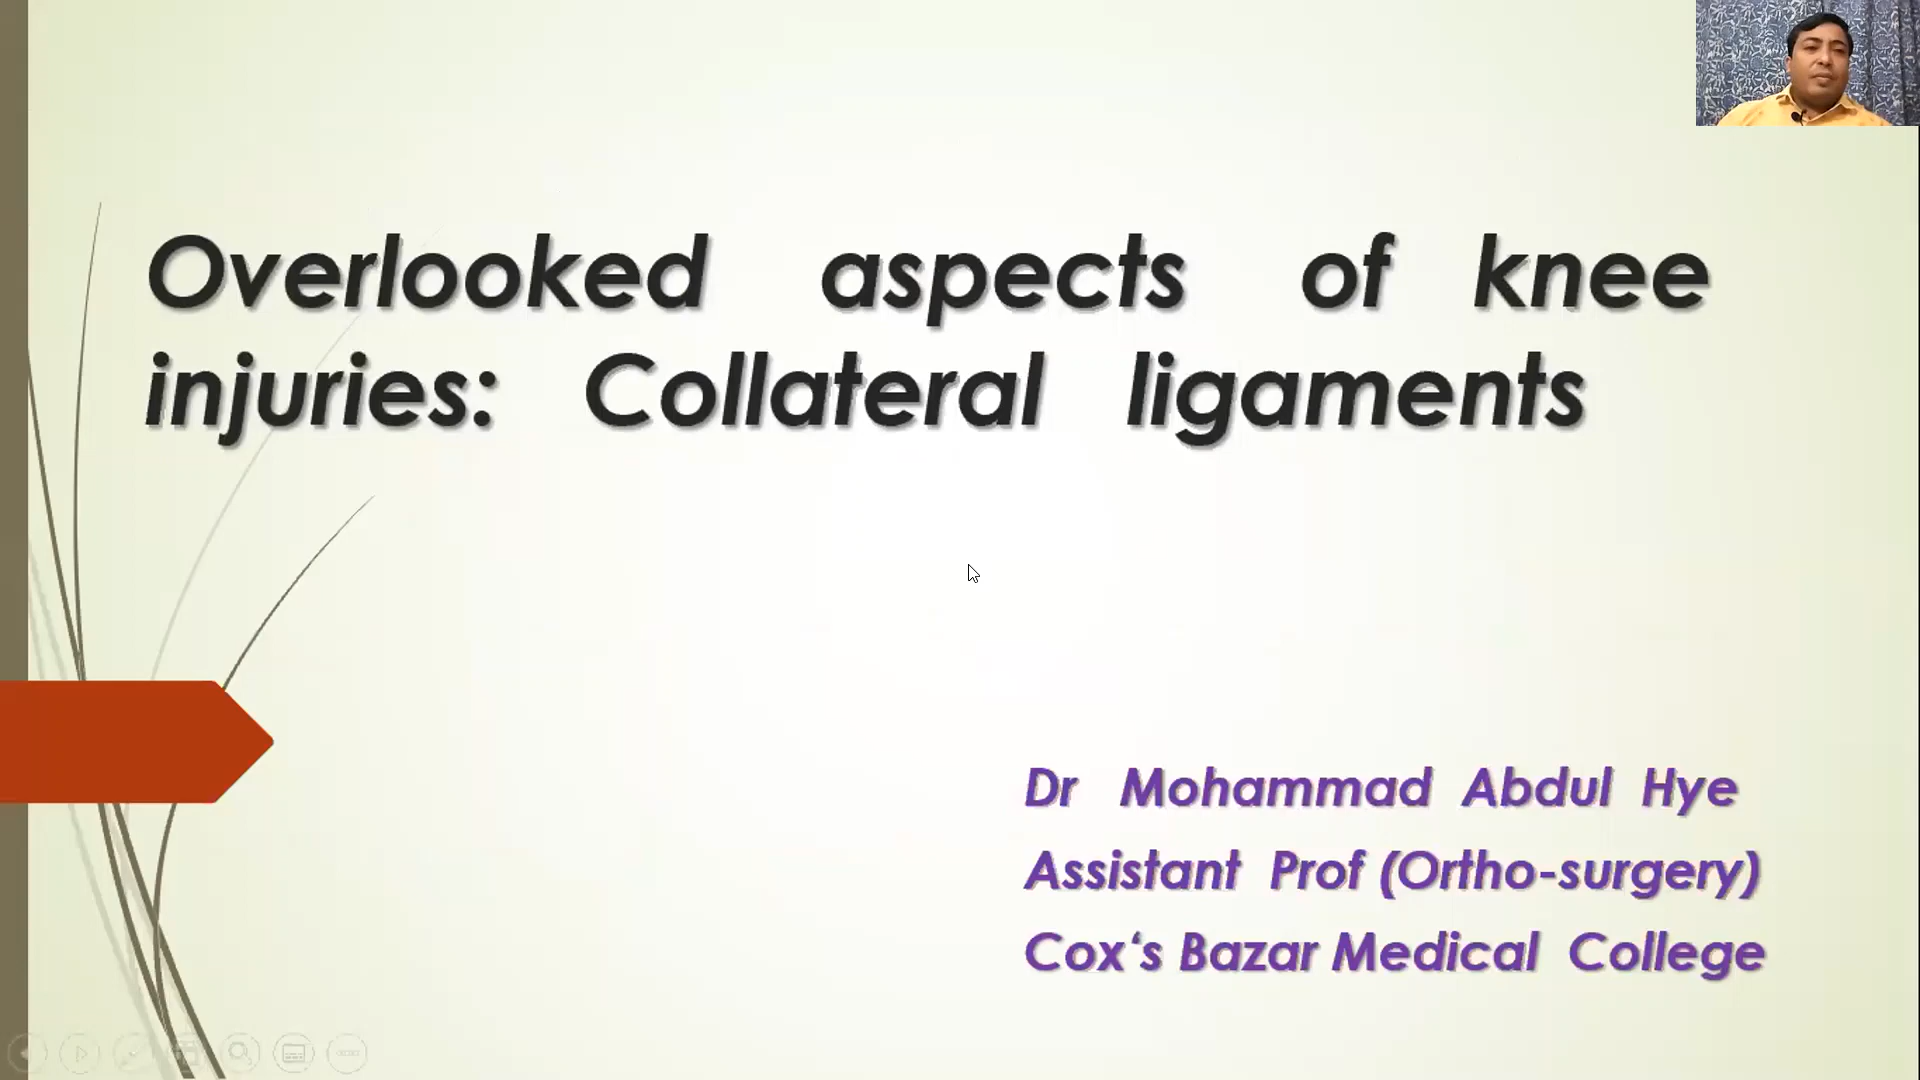 Overlooked aspects of knee
injuries: Collateral ligaments
Dr Mohammad Abdul Hye
Assistant Prof (Ortho-surgery)
Cox‘s Bazar Medical College